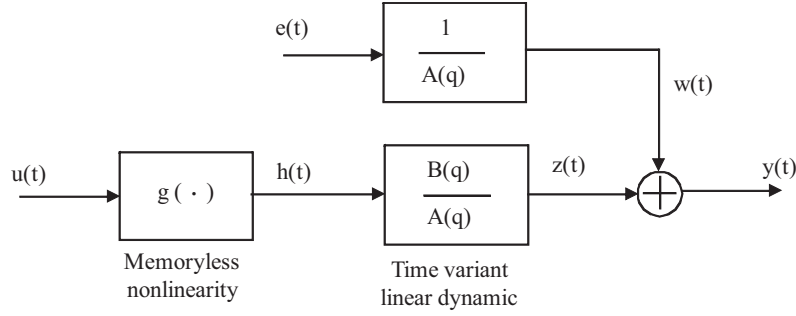 e(t)
1
A(q)
w(t)
u(t)
g ( · )
h(t)
B(q)
A(q)
z(t)
y(t)
Memoryless
nonlinearity
Time variant
linear dynamic